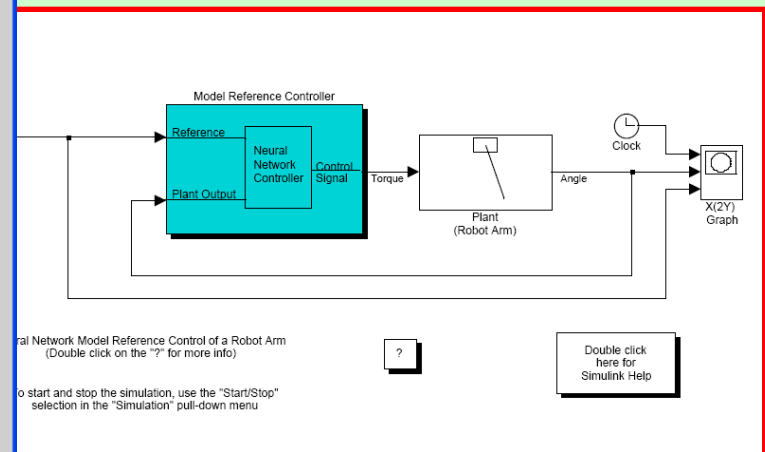 Model Reference Controller
Reference
Neural
Network
Controller
Control
Signal
Plant Output
Torque
Plant
(Robot Arm)
Angle
Clock
X(2Y)
Graph
ral Network Model Reference Control of a Robot Arm
(Double click on the "?" for more info)
?
Double click
here for
Simulink Help
o start and stop the simulation, use the "Start/Stop"
selection in the "Simulation" pull-down menu